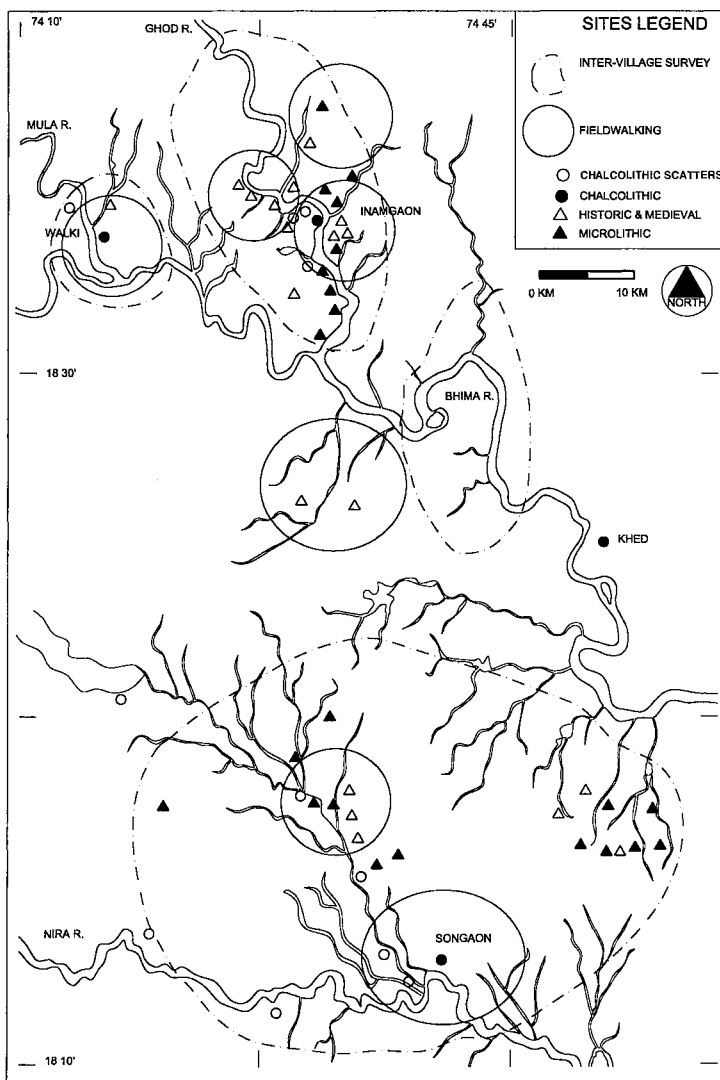 74 10'
74 45'
GHOD R.
MULA R.
WALKI
INAMGAON
18 30'
BHIMA R.
KHED
NIRA R.
SONGAON
18 10'
SITES LEGEND
INTER-VILLAGE SURVEY
FIELDWALKING
CHALCOLITHIC SCATTERS
CHALCOLITHIC
HISTORIC & MEDIEVAL
MICROLITHIC
0 KM 10 KM
NORTH